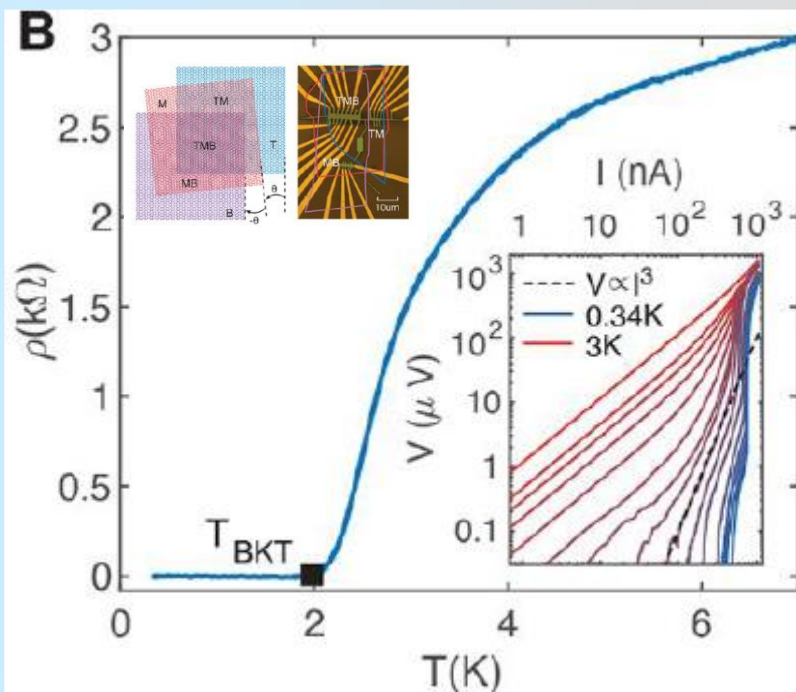 B
3
2.5
2
1.5
1
0.5
0
ρ(kΩ)
M
TM
TMB
T
MB
B
θ
-θ
TMB
TM
MB
10um
I (nA)
1
10
10²
10³
10³
10²
10
1
0.1
V (μ V)
V∝I³
0.34K
3K
T_BKT
0
2
4
6
T(K)